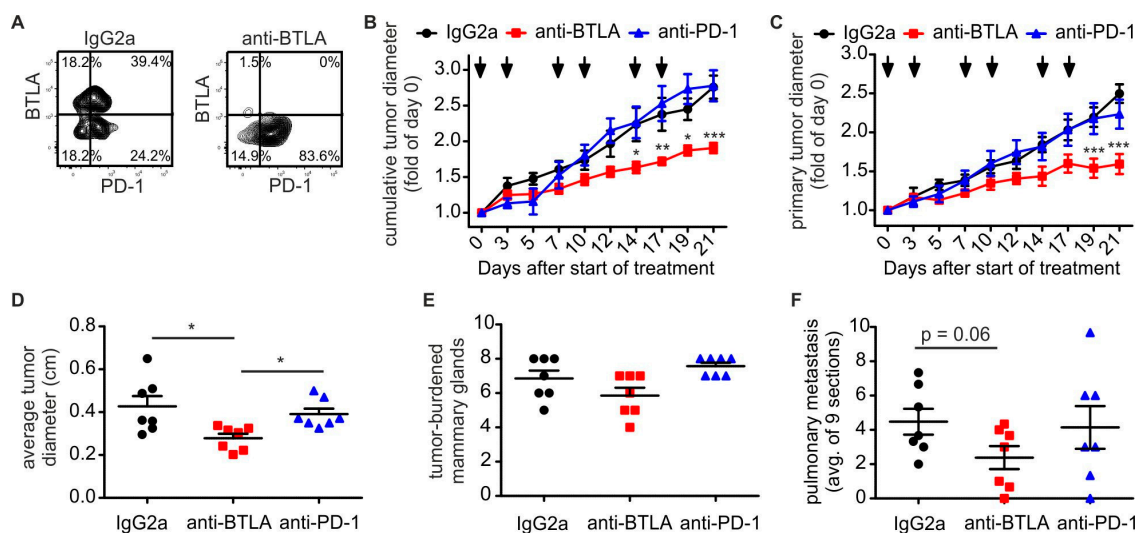 A
IgG2a
anti-BTLA
18.2%
39.4%
18.2%
24.2%
1.5%
0%
14.9%
83.6%
BTLA
BTLA
PD-1
PD-1
B
IgG2a
anti-BTLA
anti-PD-1
cumulative tumor diameter
(fold of day 0)
3.0
2.5
2.0
1.5
1.0
*
**
*
***
0
3
5
7
10
12
14
17
19
21
Days after start of treatment
C
IgG2a
anti-BTLA
anti-PD-1
primary tumor diameter
(fold of day 0)
3.0
2.5
2.0
1.5
1.0
*
***
***
0
3
5
7
10
12
14
17
19
21
Days after start of treatment
D
average tumor
diameter (cm)
0.8
0.6
0.4
0.2
0.0
*
*
IgG2a
anti-BTLA
anti-PD-1
E
tumor-burdened
mammary glands
10
8
6
4
2
0
IgG2a
anti-BTLA
anti-PD-1
F
pulmonary metastasis
(avg. of 9 sections)
10
8
6
4
2
0
p = 0.06
IgG2a
anti-BTLA
anti-PD-1